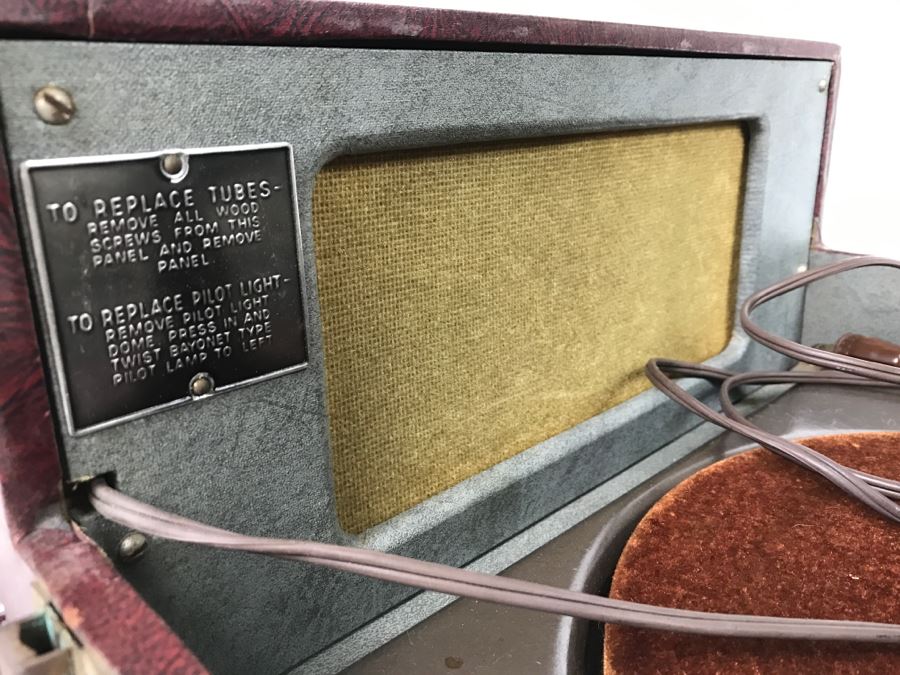 TO REPLACE TUBES-
REMOVE ALL WOOD
SCREWS FROM THIS
PANEL AND REMOVE
PANEL.
TO REPLACE PILOT LIGHT-
REMOVE PILOT LIGHT
DOME. PRESS IN AND
TWIST BAYONET TYPE
PILOT LAMP TO LEFT